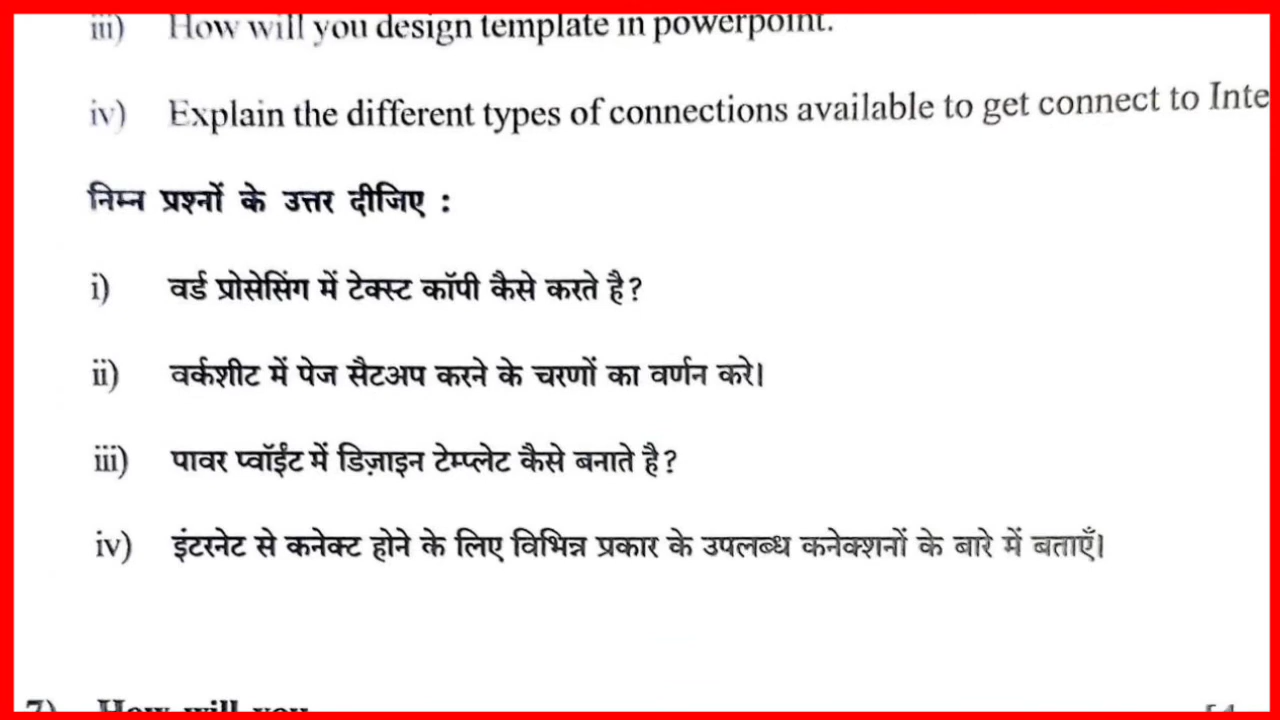 iii) How will you design template in powerpoint.
iv) Explain the different types of connections available to get connect to Inte
निम्न प्रश्नों के उत्तर दीजिए :
i) वर्ड प्रोसेसिंग में टेक्स्ट कॉपी कैसे करते है?
ii) वर्कशीट में पेज सैटअप करने के चरणों का वर्णन करे।
iii) पावर प्वॉईंट में डिज़ाइन टेम्प्लेट कैसे बनाते है?
iv) इंटरनेट से कनेक्ट होने के लिए विभिन्न प्रकार के उपलब्ध कनेक्शनों के बारे में बताएँ।
7) How will you